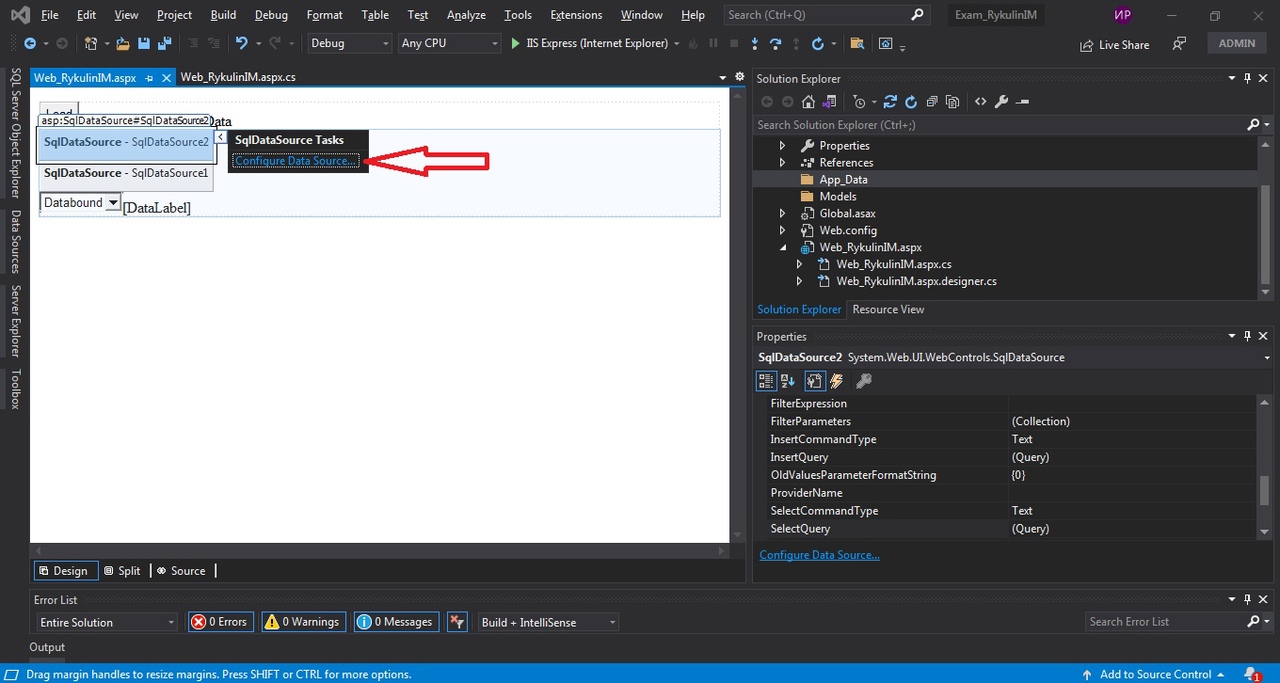 File Edit View Project Build Debug Format Table Test Analyze Tools Extensions Window Help Search (Ctrl+Q) Exam_RykulinIM ИР
Debug Any CPU IIS Express (Internet Explorer) Live Share ADMIN
SQL Server Object Explorer
Data Sources
Server Explorer
Toolbox
Web_RykulinIM.aspx Web_RykulinIM.aspx.cs
asp:SqlDataSource#SqlDataSource2 Data
SqlDataSource - SqlDataSource2
SqlDataSource Tasks
Configure Data Source...
SqlDataSource - SqlDataSource1
Databound [DataLabel]
Design Split Source
Solution Explorer
Search Solution Explorer (Ctrl+;)
Properties
References
App_Data
Models
Global.asax
Web.config
Web_RykulinIM.aspx
Web_RykulinIM.aspx.cs
Web_RykulinIM.aspx.designer.cs
Solution Explorer Resource View
Properties
SqlDataSource2 System.Web.UI.WebControls.SqlDataSource
FilterExpression
FilterParameters (Collection)
InsertCommandType Text
InsertQuery (Query)
OldValuesParameterFormatString {0}
ProviderName
SelectCommandType Text
SelectQuery (Query)
Configure Data Source...
Error List
Entire Solution 0 Errors 0 Warnings 0 Messages Build + IntelliSense Search Error List
Output
Drag margin handles to resize margins. Press SHIFT or CTRL for more options. Add to Source Control 1